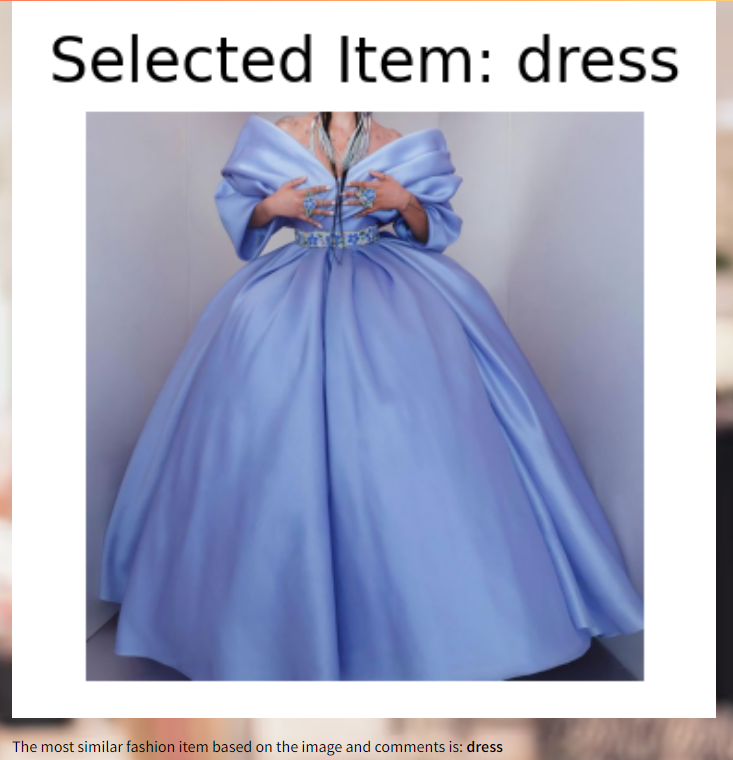 Selected Item: dress
The most similar fashion item based on the image and comments is: dress